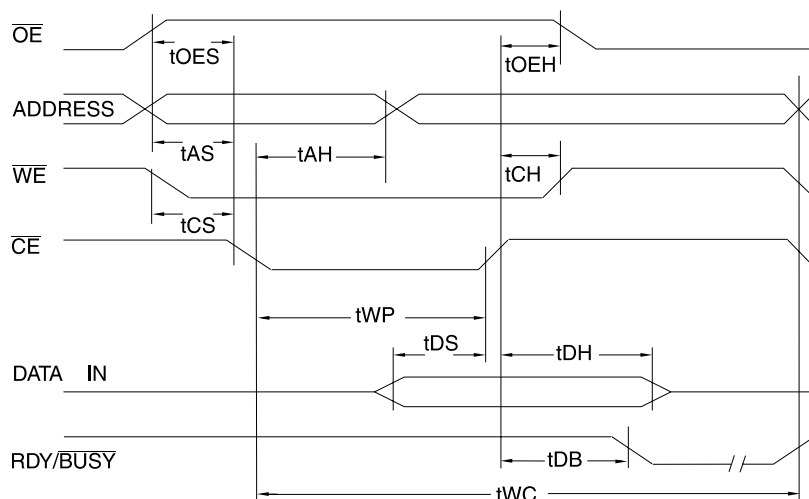 OE
tOES
tOEH
ADDRESS
tAS
tAH
WE
tCH
tCS
CE
tWP
tDS
tDH
DATA IN
RDY/BUSY
tDB
tWC